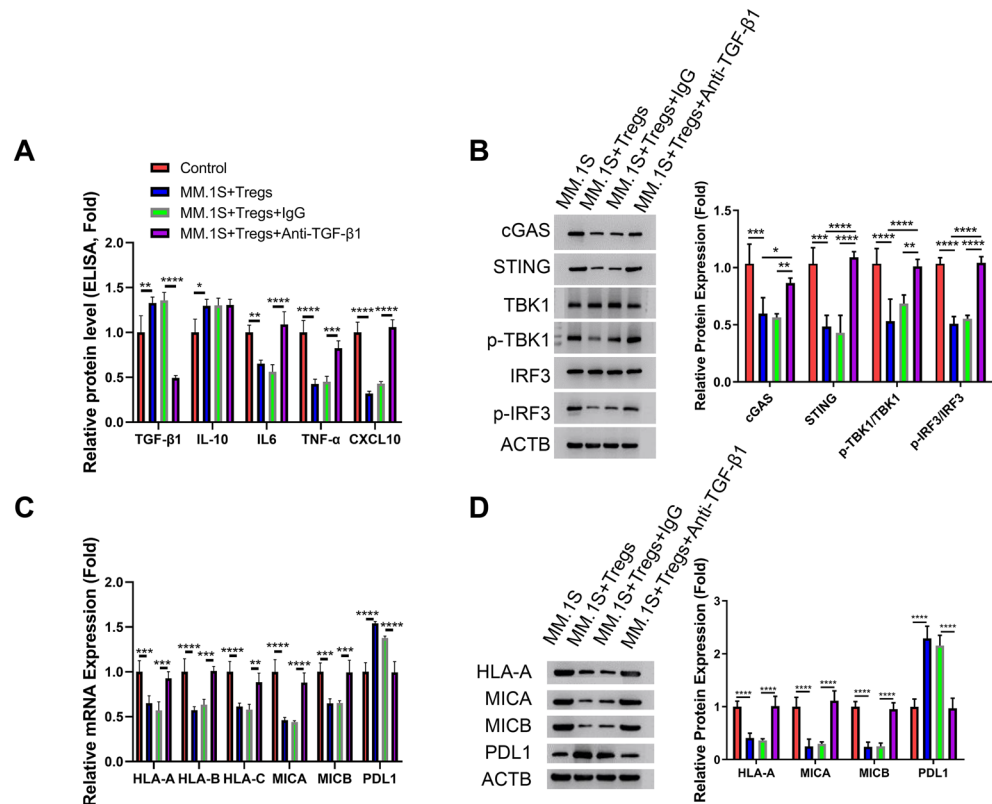 A
Control
MM.1S+Tregs
MM.1S+Tregs+IgG
MM.1S+Tregs+Anti-TGF-β1
Relative protein level (ELISA, Fold)
2.0
1.5
1.0
0.5
0.0
** **** * ** **** **** *** **** ****
TGF-β1 IL-10 IL6 TNF-α CXCL10
B
MM.1S
MM.1S+Tregs
MM.1S+Tregs+IgG
MM.1S+Tregs+Anti-TGF-β1
cGAS
STING
TBK1
p-TBK1
IRF3
p-IRF3
ACTB
Relative Protein Expression (Fold)
1.5
1.0
0.5
0.0
**** **** ****
*** *** **** **** ** **** ****
*
**
cGAS STING p-TBK1/TBK1 p-IRF3/IRF3
C
Relative mRNA Expression (Fold)
2.0
1.5
1.0
0.5
0.0
*** *** **** *** **** ** **** **** *** *** **** ****
HLA-A HLA-B HLA-C MICA MICB PDL1
D
MM.1S
MM.1S+Tregs
MM.1S+Tregs+IgG
MM.1S+Tregs+Anti-TGF-β1
HLA-A
MICA
MICB
PDL1
ACTB
Relative Protein Expression (Fold)
3
2
1
0
**** **** **** **** **** **** **** ****
HLA-A MICA MICB PDL1